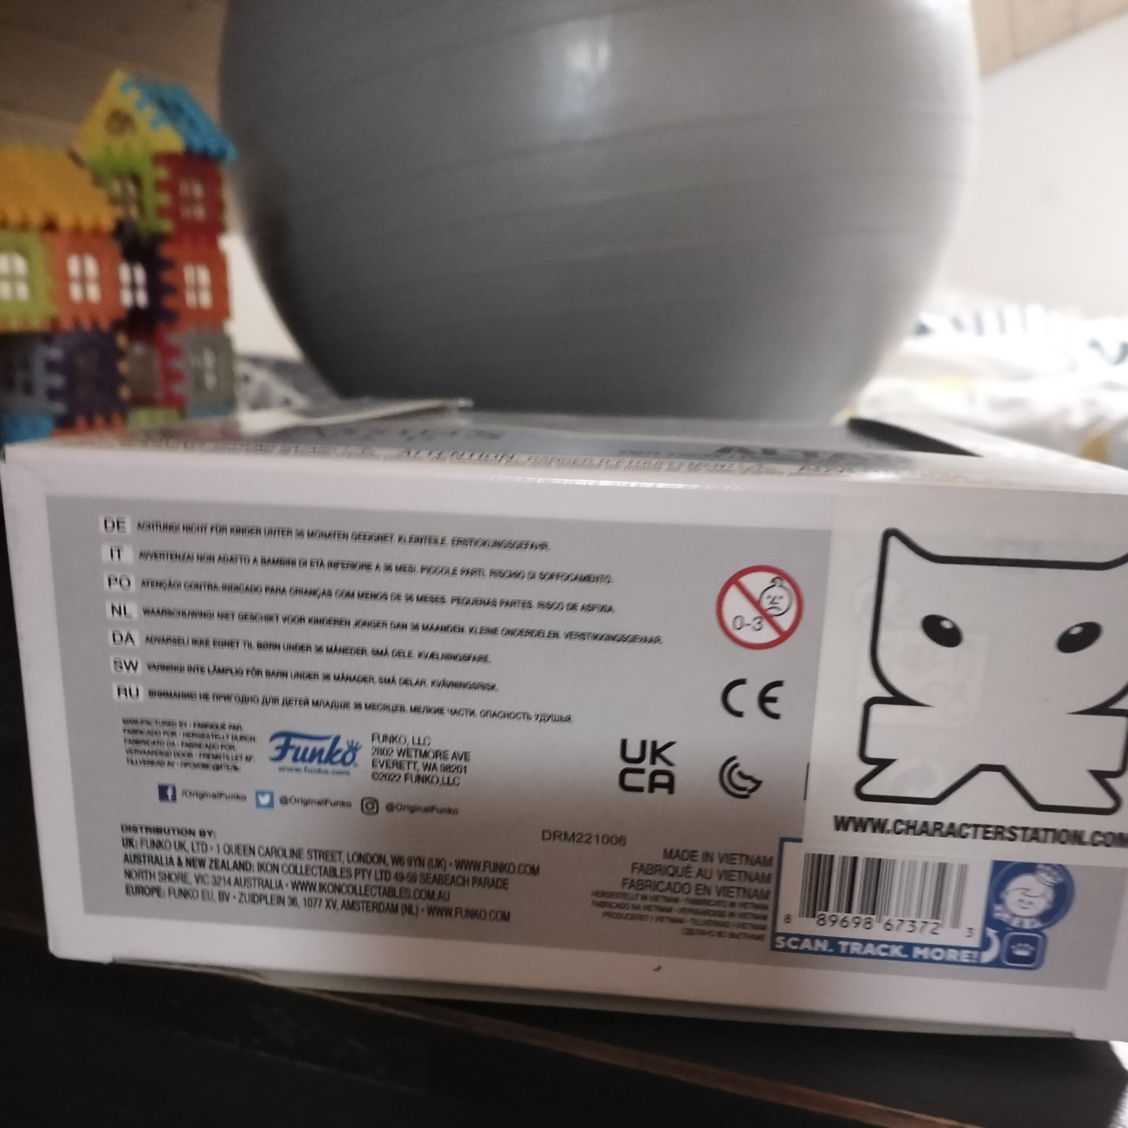 DE ACHTUNG! NICHT FÜR KINDER UNTER 36 MONATEN GEEIGNET. KLEINTEILE. ERSTICKUNGSGEFAHR.
IT AVVERTENZA! NON ADATTO A BAMBINI DI ETÀ INFERIORE A 36 MESI. PICCOLE PARTI. RISCHIO DI SOFFOCAMENTO.
PO ATENÇÃO! CONTRA-INDICADO PARA CRIANÇAS COM MENOS DE 36 MESES. PEQUENAS PARTES. RISCO DE ASFIXIA.
NL WAARSCHUWING! NIET GESCHIKT VOOR KINDEREN JONGER DAN 36 MAANDEN. KLEINE ONDERDELEN. VERSTIKKINGSGEVAAR.
DA ADVARSEL! IKKE EGNET TIL BØRN UNDER 36 MÅNEDER. SMÅ DELE. KVÆLNINGSFARE.
SW VARNING! INTE LÄMPLIG FÖR BARN UNDER 36 MÅNADER. SMÅ DELAR. KVÄVNINGSRISK.
RU ВНИМАНИЕ! НЕ ПРИГОДНО ДЛЯ ДЕТЕЙ МЛАДШЕ 36 МЕСЯЦЕВ. МЕЛКИЕ ЧАСТИ. ОПАСНОСТЬ УДУШЬЯ.
0-3
CE
UK
CA
MANUFACTURED BY • FABRIQUÉ PAR
Funko
www.funko.com
FUNKO, LLC
2802 WETMORE AVE
EVERETT, WA 98201
©2022 FUNKO,LLC
/OriginalFunko @OriginalFunko @OriginalFunko
DISTRIBUTION BY:
UK: FUNKO UK, LTD • 1 QUEEN CAROLINE STREET, LONDON, W6 9YN (UK) • WWW.FUNKO.COM
AUSTRALIA & NEW ZEALAND: IKON COLLECTABLES PTY LTD 49-59 SEABEACH PARADE
NORTH SHORE, VIC 3214 AUSTRALIA • WWW.IKONCOLLECTABLES.COM.AU
EUROPE: FUNKO EU, BV • ZUIDPLEIN 36, 1077 XV, AMSTERDAM (NL) • WWW.FUNKO.COM
DRM221006
MADE IN VIETNAM
FABRIQUÉ AU VIETNAM
FABRICADO EN VIETNAM
WWW.CHARACTERSTATION.COM
8 89698 67372 3
SCAN. TRACK. MORE!